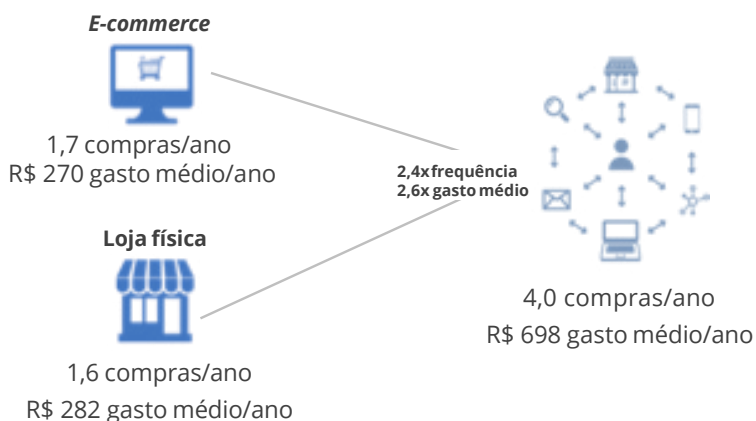 E-commerce
1,7 compras/ano
R$ 270 gasto médio/ano
2,4x frequência
2,6x gasto médio
Loja física
1,6 compras/ano
R$ 282 gasto médio/ano
4,0 compras/ano
R$ 698 gasto médio/ano